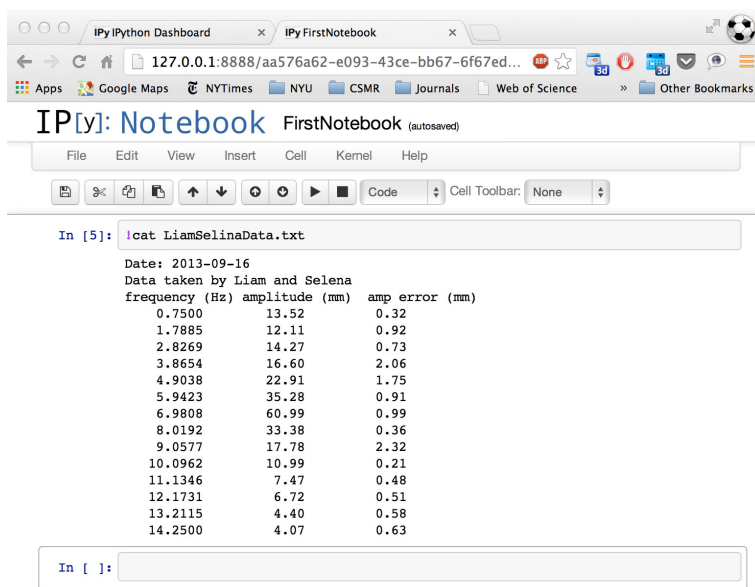 IPy IPython Dashboard × IPy FirstNotebook ×
127.0.0.1:8888/aa576a62-e093-43ce-bb67-6f67ed... ABP 3d 3d
Apps Google Maps NYTimes NYU CSMR Journals Web of Science » Other Bookmarks
IP[y]: Notebook FirstNotebook (autosaved)
File Edit View Insert Cell Kernel Help
Code Cell Toolbar: None
In [5]: !cat LiamSelinaData.txt
Date: 2013-09-16
Data taken by Liam and Selena
frequency (Hz) amplitude (mm) amp error (mm)
0.7500 13.52 0.32
1.7885 12.11 0.92
2.8269 14.27 0.73
3.8654 16.60 2.06
4.9038 22.91 1.75
5.9423 35.28 0.91
6.9808 60.99 0.99
8.0192 33.38 0.36
9.0577 17.78 2.32
10.0962 10.99 0.21
11.1346 7.47 0.48
12.1731 6.72 0.51
13.2115 4.40 0.58
14.2500 4.07 0.63
In [ ]: